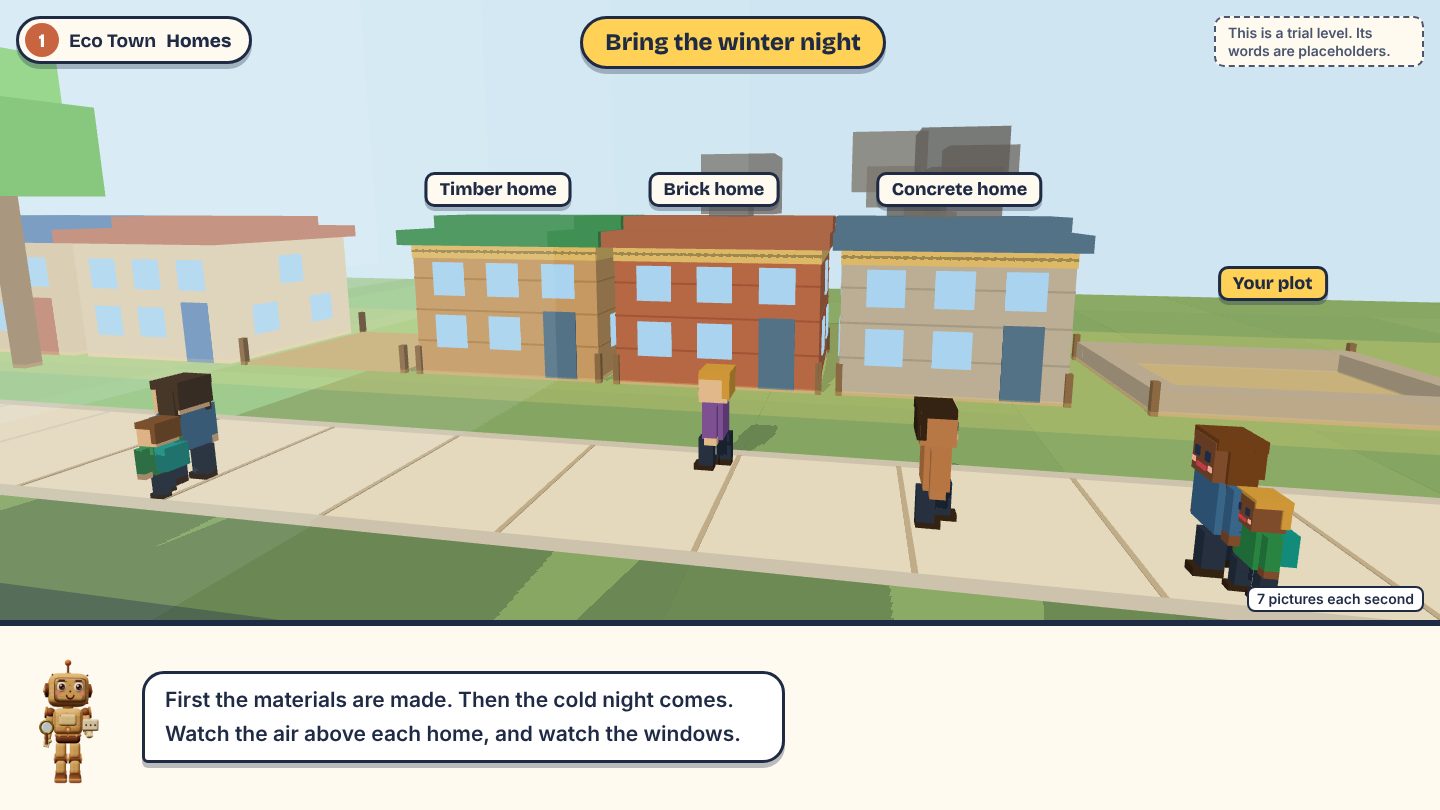 1 Eco Town Homes
Bring the winter night
This is a trial level. Its
words are placeholders.
Timber home
Brick home
Concrete home
Your plot
7 pictures each second
First the materials are made. Then the cold night comes.
Watch the air above each home, and watch the windows.